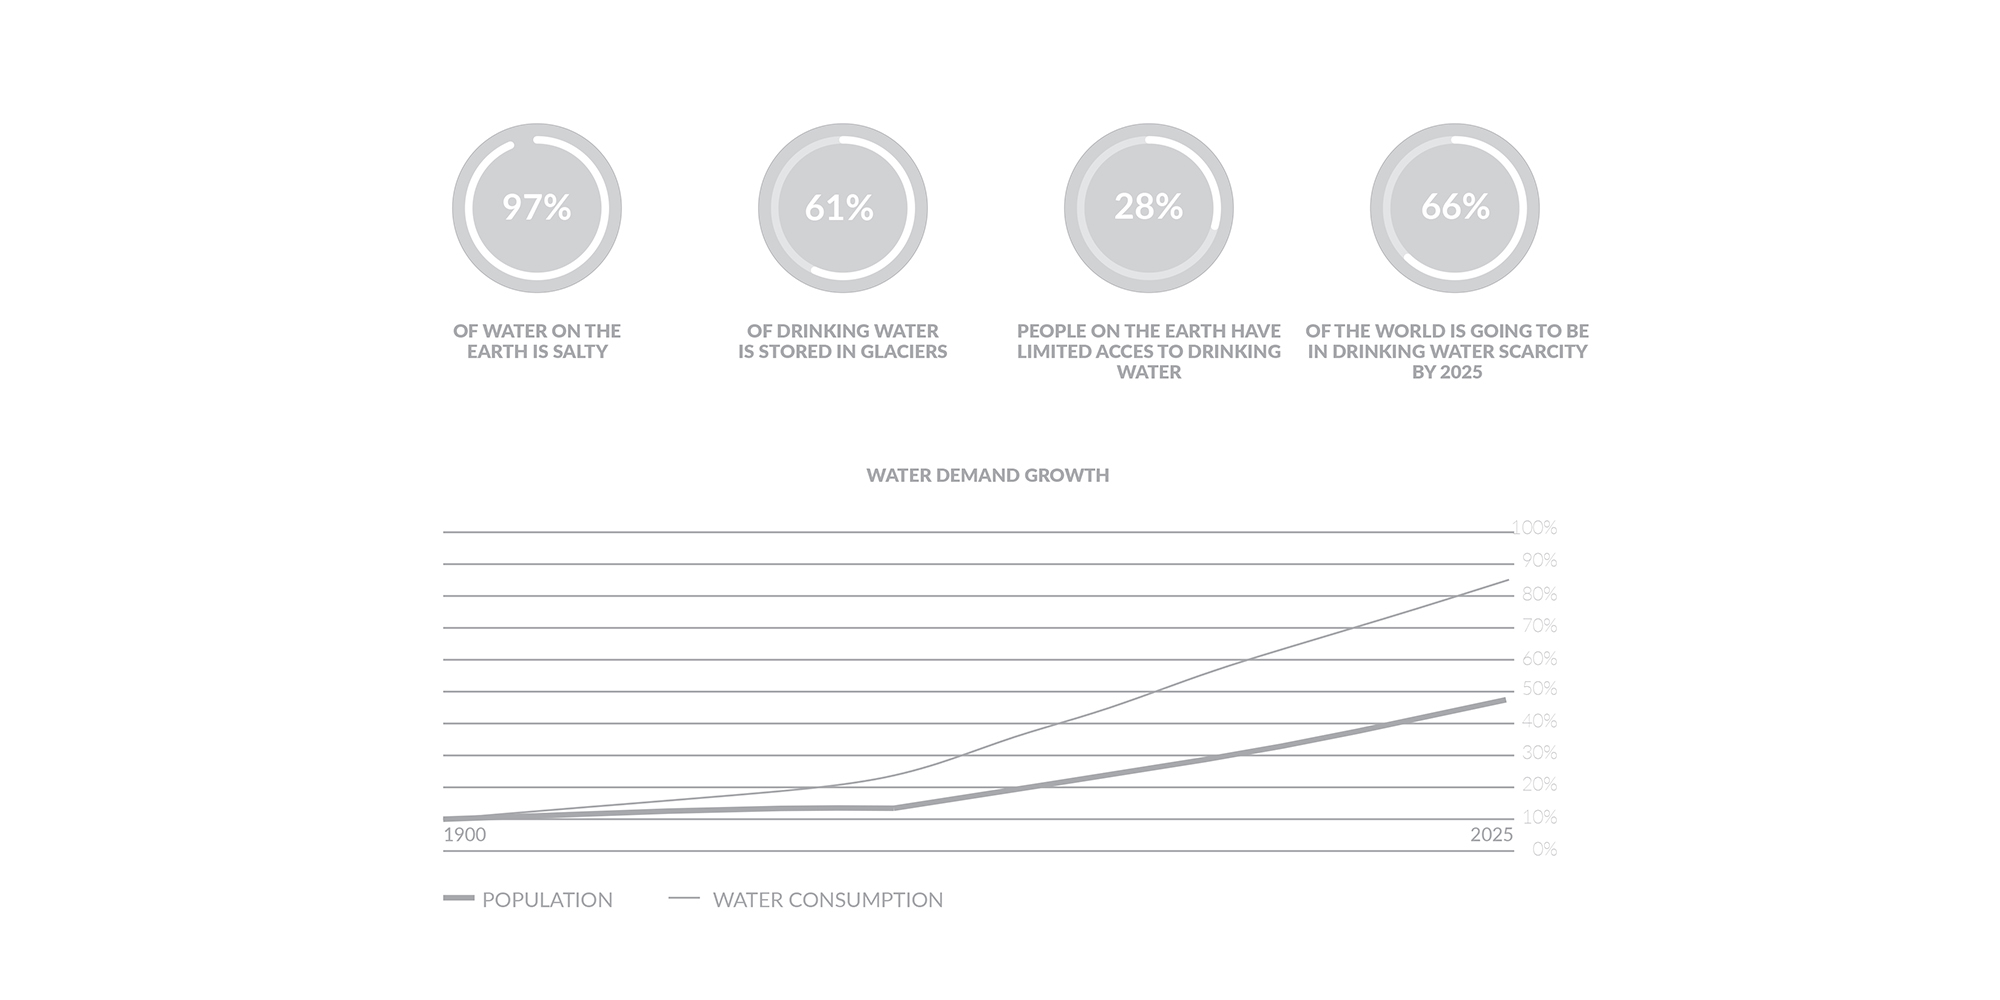 97%
61%
28%
66%
OF WATER ON THE
EARTH IS SALTY
OF DRINKING WATER
IS STORED IN GLACIERS
PEOPLE ON THE EARTH HAVE
LIMITED ACCES TO DRINKING
WATER
OF THE WORLD IS GOING TO BE
IN DRINKING WATER SCARCITY
BY 2025
WATER DEMAND GROWTH
100%
90%
80%
70%
60%
50%
40%
30%
20%
10%
1900
2025
0%
POPULATION
WATER CONSUMPTION